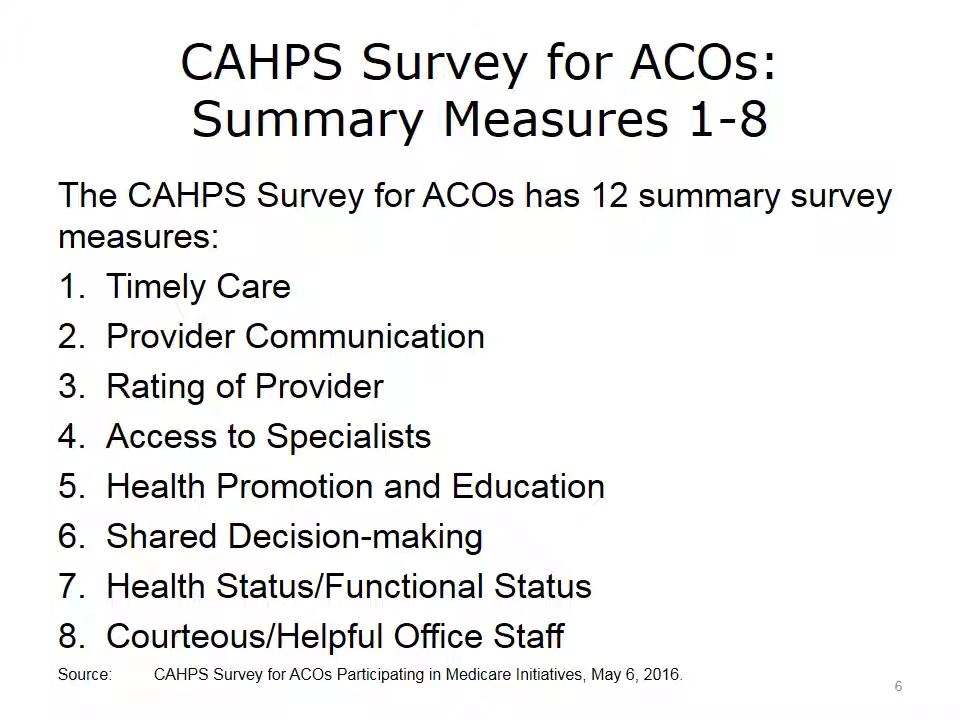 CAHPS Survey for ACOs:
Summary Measures 1-8
The CAHPS Survey for ACOs has 12 summary survey
measures:
1. Timely Care
2. Provider Communication
3. Rating of Provider
4. Access to Specialists
5. Health Promotion and Education
6. Shared Decision-making
7. Health Status/Functional Status
8. Courteous/Helpful Office Staff
Source: CAHPS Survey for ACOs Participating in Medicare Initiatives, May 6, 2016.
6